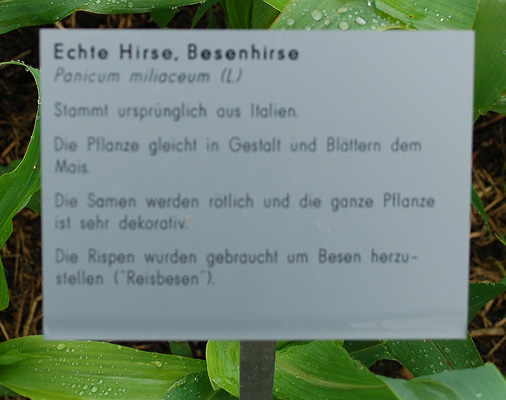 Echte Hirse, Besenhirse
Panicum miliaceum (L)
Stammt ursprünglich aus Italien.
Die Pflanze gleicht in Gestalt und Blättern dem
Mais.
Die Samen werden rötlich und die ganze Pflanze
ist sehr dekorativ.
Die Rispen wurden gebraucht um Besen herzu-
stellen ("Reisbesen").